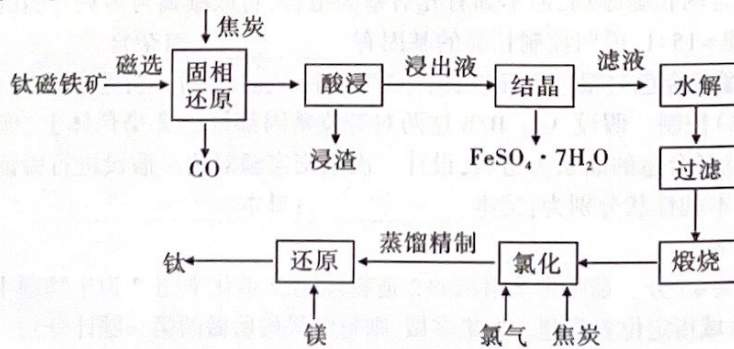 焦炭
钛磁铁矿 磁选 固相还原 酸浸 浸出液 结晶 滤液 水解
CO 浸渣 FeSO₄·7H₂O 过滤
钛 还原 蒸馏精制 氯化 煅烧
镁 氯气 焦炭